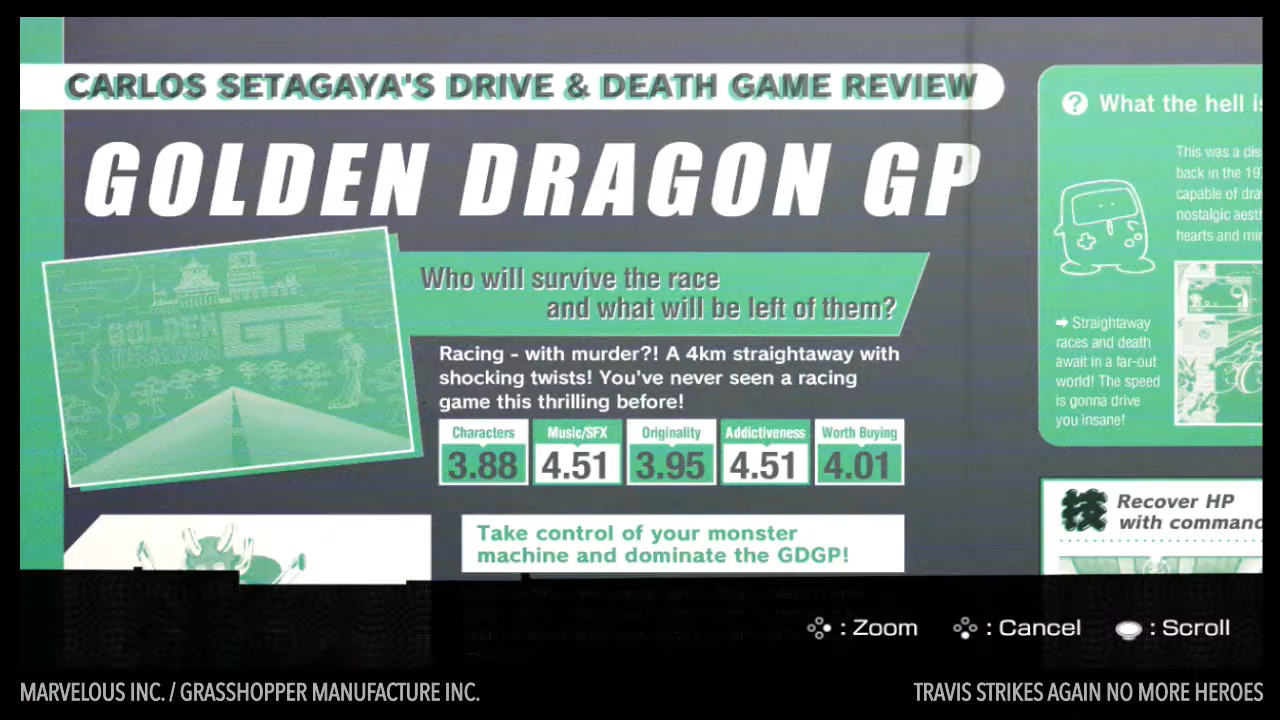 CARLOS SETAGAYA'S DRIVE & DEATH GAME REVIEW
GOLDEN DRAGON GP
GOLDEN
DRAGON GP
Who will survive the race
and what will be left of them?
Racing - with murder?! A 4km straightaway with
shocking twists! You've never seen a racing
game this thrilling before!
Characters Music/SFX Originality Addictiveness Worth Buying
3.88 4.51 3.95 4.51 4.01
Take control of your monster
machine and dominate the GDGP!
? What the hell is
This was a dis
back in the 197
capable of dra
nostalgic aesth
hearts and min
➡ Straightaway
races and death
await in a far-out
world! The speed
is gonna drive
you insane!
技 Recover HP
with command
: Zoom : Cancel : Scroll
MARVELOUS INC. / GRASSHOPPER MANUFACTURE INC.
TRAVIS STRIKES AGAIN NO MORE HEROES